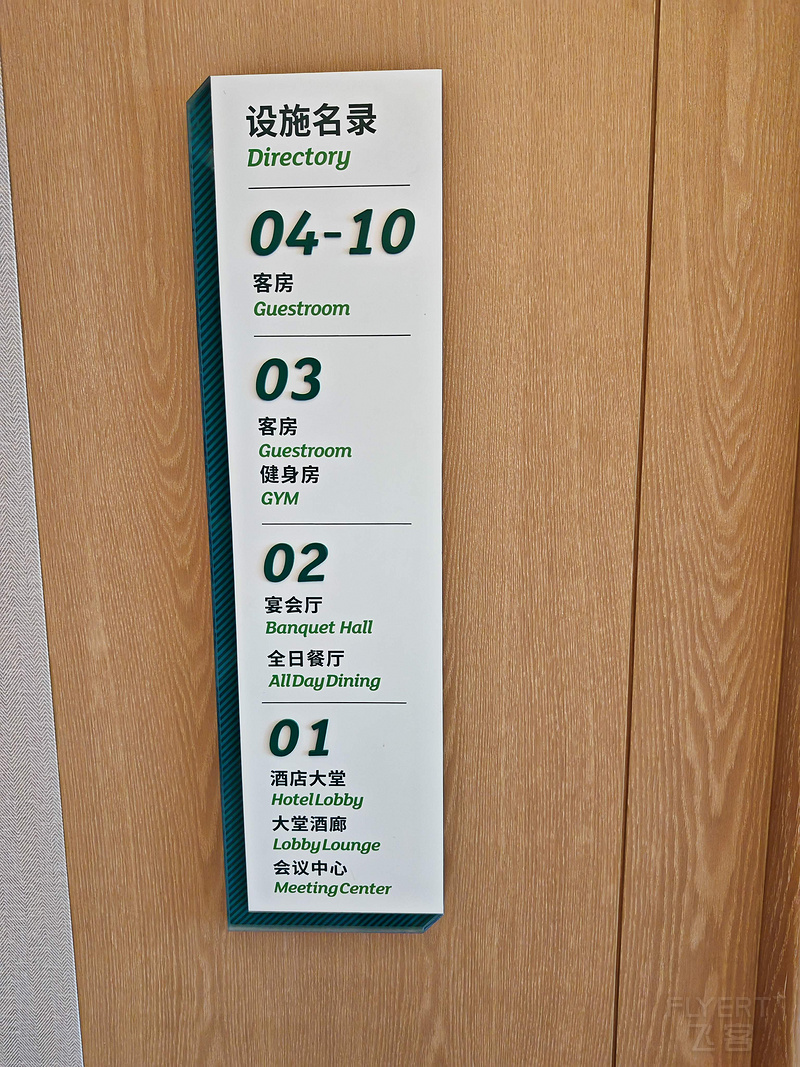 设施名录
Directory
04-10
客房
Guestroom
03
客房
Guestroom
健身房
GYM
02
宴会厅
Banquet Hall
全日餐厅
All Day Dining
01
酒店大堂
Hotel Lobby
大堂酒廊
Lobby Lounge
会议中心
Meeting Center
FLYERT
飞客